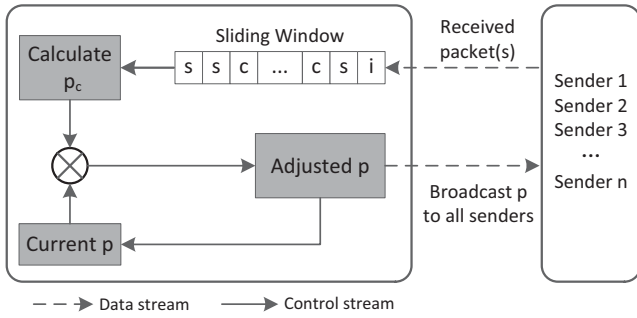 Sliding Window
Received
packet(s)
Calculate
pc
s s c ... c s i
Sender 1
Sender 2
Sender 3
...
Sender n
Adjusted p
Broadcast p
to all senders
Current p
Data stream
Control stream